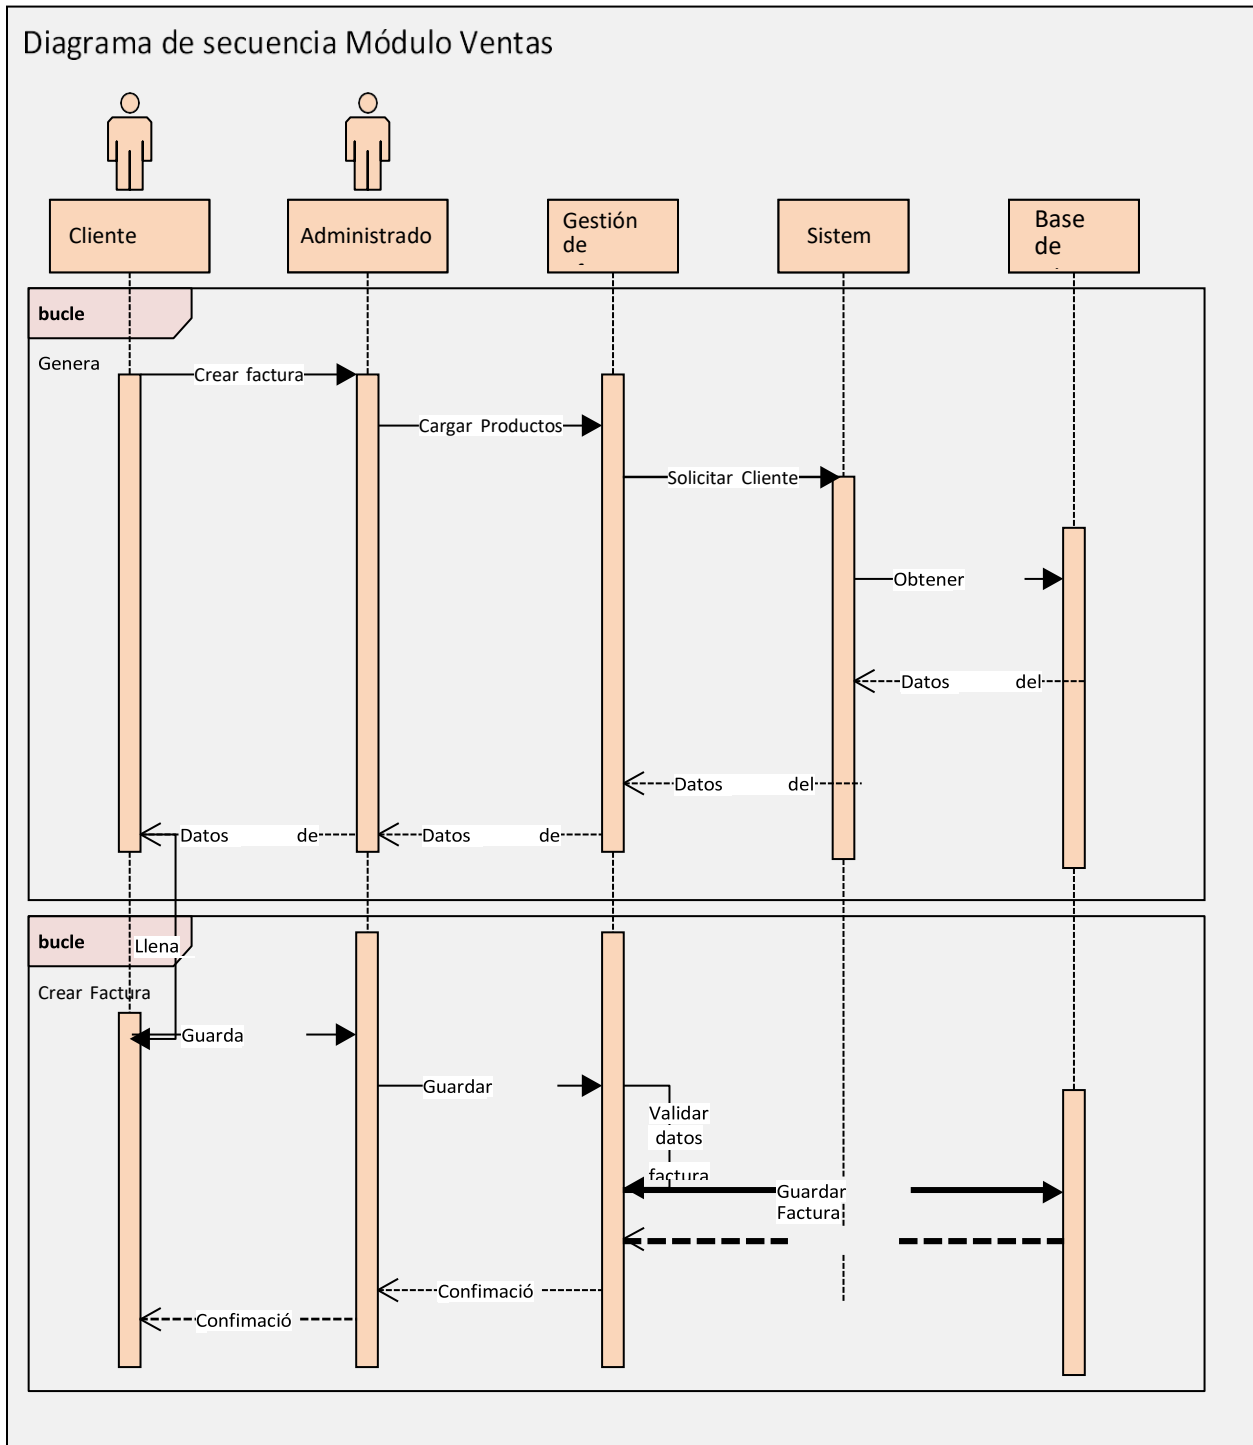 Diagrama de secuencia Módulo Ventas
Cliente
Administrado
Gestión
de
Sistem
Base
de
bucle
Genera
Crear factura
Cargar Productos
Solicitar Cliente
Obtener
Datos del
Datos del
Datos de
Datos de
bucle
Llena
Crear Factura
Guarda
Guardar
Validar
datos
factura
Guardar
Factura
Confimació
Confimació